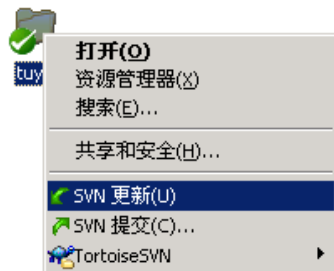 tuy
打开(O)
资源管理器(X)
搜索(E)...
共享和安全(H)...
SVN 更新(U)
SVN 提交(C)...
TortoiseSVN